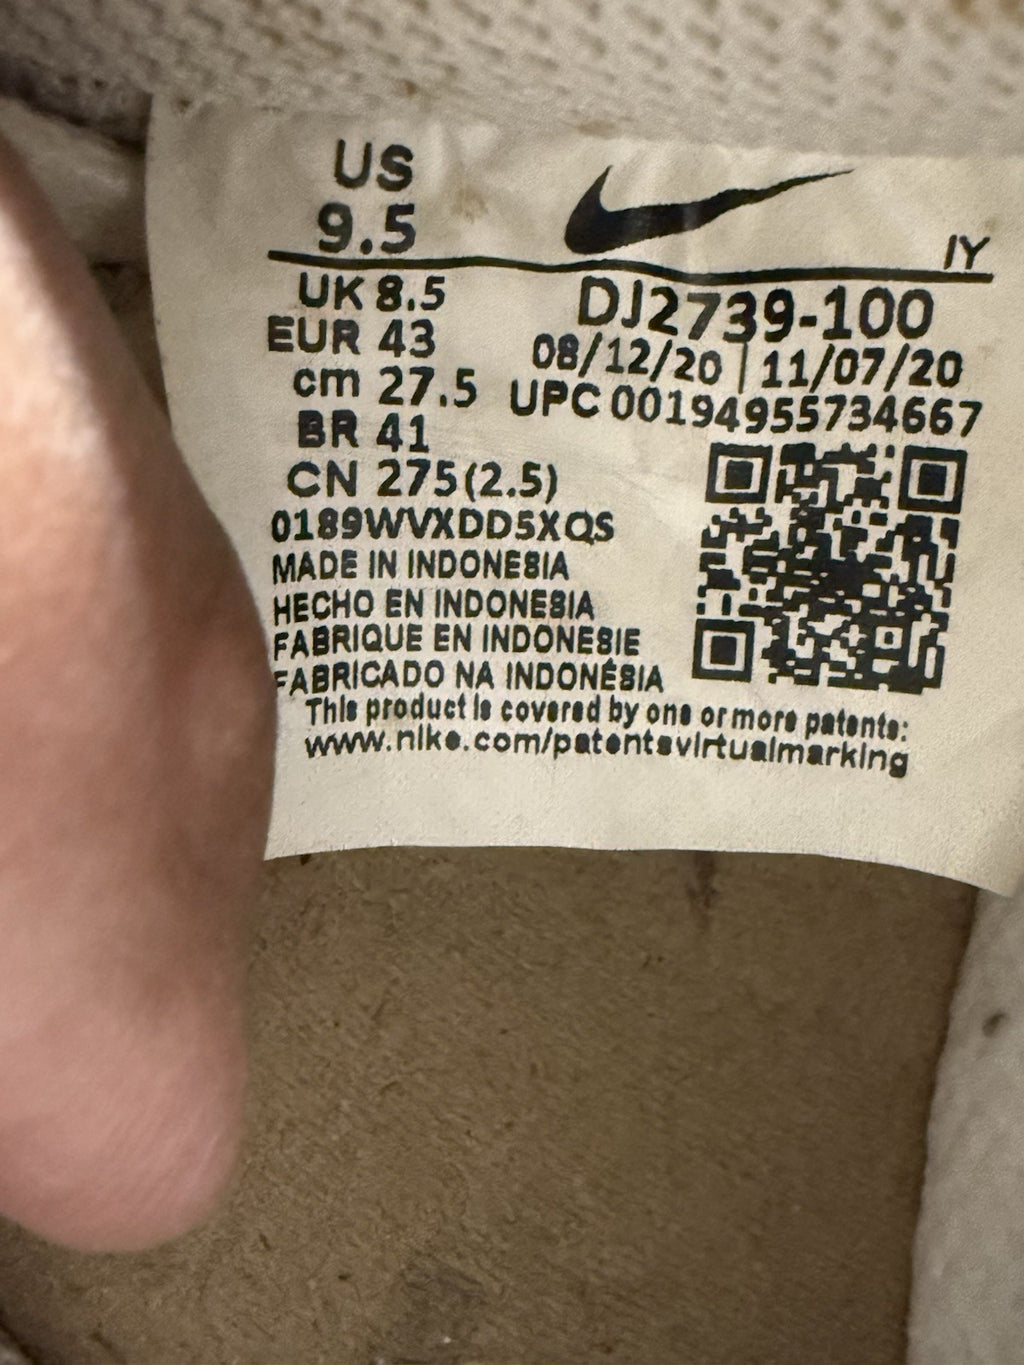 US
9.5
IY
UK 8.5
EUR 43
cm 27.5
BR 41
CN 275(2.5)
DJ2739-100
08/12/20 | 11/07/20
UPC 00194955734667
0189WVXDD5XQS
MADE IN INDONESIA
HECHO EN INDONESIA
FABRIQUE EN INDONESIE
FABRICADO NA INDONÉSIA
This product is covered by one or more patents:
www.nike.com/patentsvirtualmarking